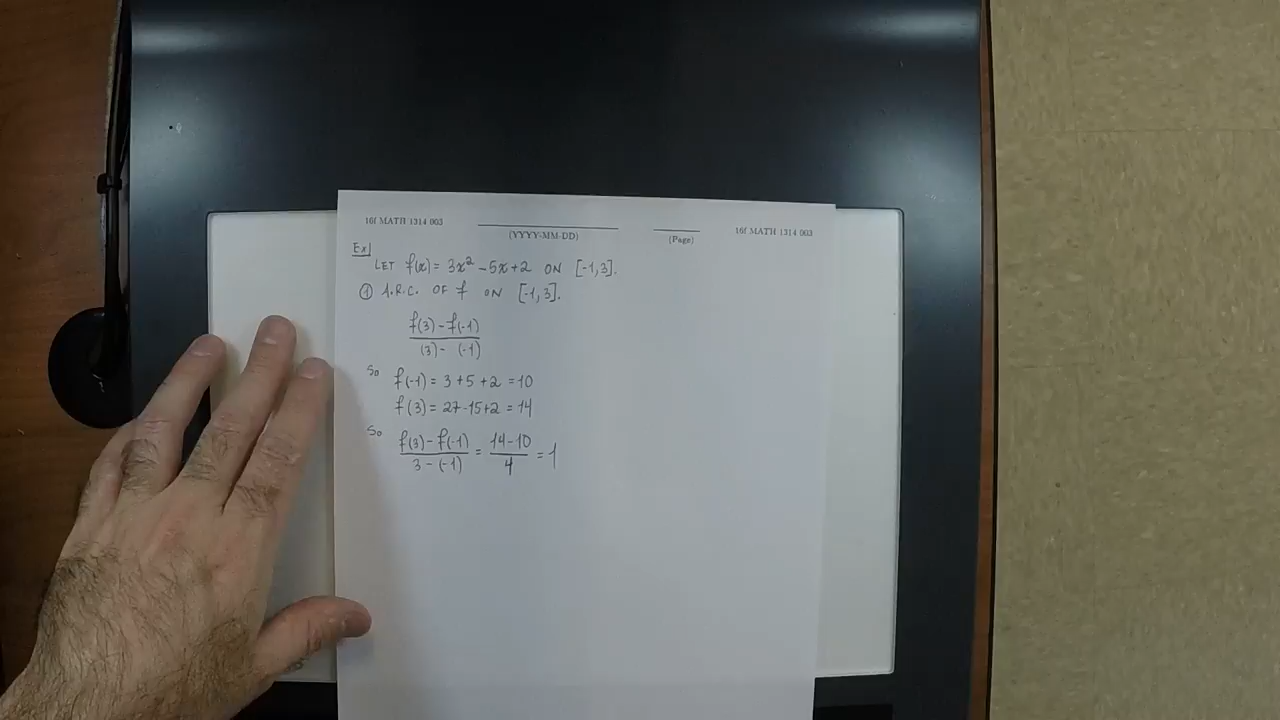 16f MATH 1314 003 (YYYY-MM-DD) (Page) 16f MATH 1314 003
Ex|
LET f(x) = 3x² - 5x + 2 ON [-1, 3].
① A.R.C. OF f ON [-1, 3].
f(3) - f(-1)
(3) - (-1)
So
f(-1) = 3 + 5 + 2 = 10
f(3) = 27 - 15 + 2 = 14
So
f(3) - f(-1) / 3 - (-1) = 14 - 10 / 4 = 1